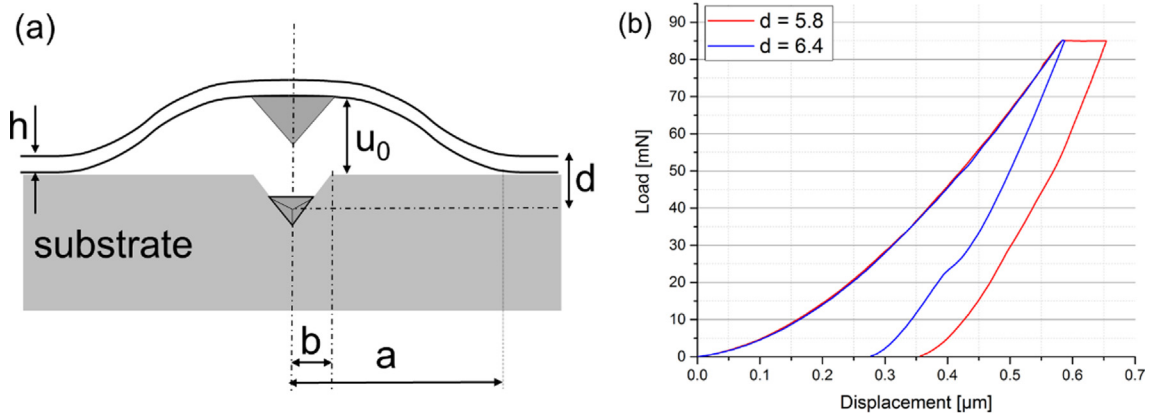 (a)
h
u0
d
substrate
b
a
(b)
d = 5.8
d = 6.4
Load [mN]
90
80
70
60
50
40
30
20
10
0
0.0 0.1 0.2 0.3 0.4 0.5 0.6 0.7
Displacement [µm]